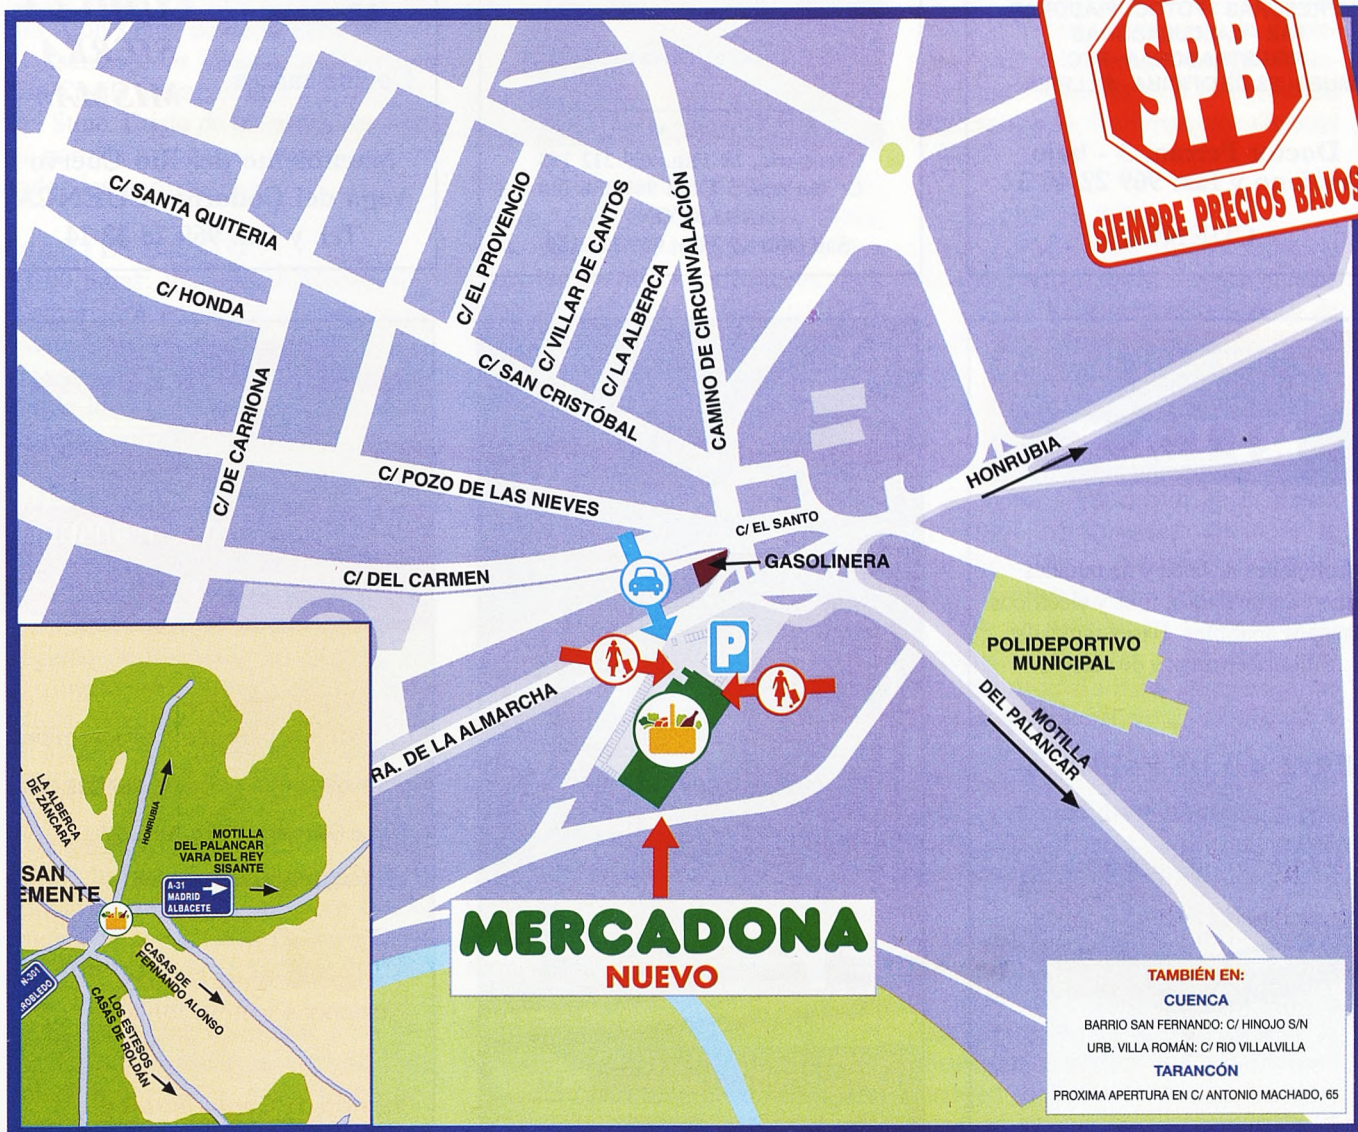 SPB
SIEMPRE PRECIOS BAJOS
C/ SANTA QUITERIA
C/ HONDA
C/ DE CARRIONA
C/ EL PROVENCIO
C/ VILLAR DE CANTOS
C/ LA ALBERCA
CAMINO DE CIRCUNVALACIÓN
C/ SAN CRISTÓBAL
C/ POZO DE LAS NIEVES
C/ DEL CARMEN
C/ EL SANTO
GASOLINERA
HONRUBIA
P
POLIDEPORTIVO
MUNICIPAL
MOTILLA
DEL PALANCAR
RA. DE LA ALMARCHA
MERCADONA
NUEVO
LA ALBERCA
DE ZÁNCARA
HONRUBIA
MOTILLA
DEL PALANCAR
VARA DEL REY
SISANTE
SAN
EMENTE
A-31
MADRID
ALBACETE
CASAS DE
FERNANDO ALONSO
N-301
ROBLEDO
LOS ESTESOS
CASAS DE ROLDÁN
TAMBIÉN EN:
CUENCA
BARRIO SAN FERNANDO: C/ HINOJO S/N
URB. VILLA ROMÁN: C/ RIO VILLALVILLA
TARANCÓN
PROXIMA APERTURA EN C/ ANTONIO MACHADO, 65